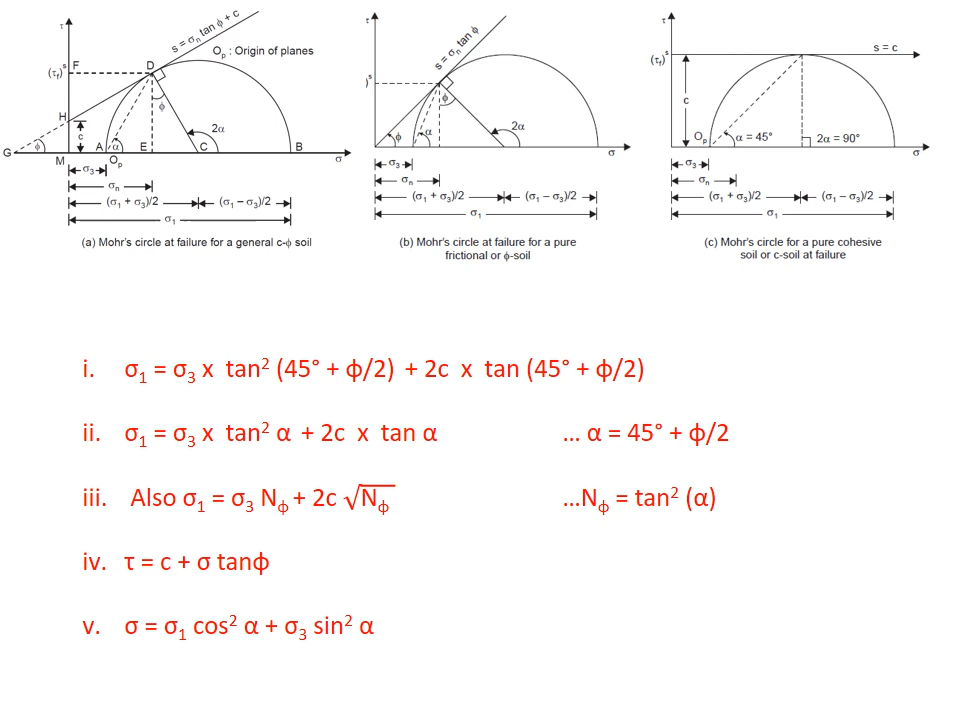 τ
s = σn tan ϕ + c
Op : Origin of planes
(τf)s
F
D
H
ϕ
2α
c
G
ϕ
M
A
α
Op
E
C
B
σ
σ3
σn
(σ1 + σ3)/2
(σ1 – σ3)/2
σ1
(a) Mohr's circle at failure for a general c-ϕ soil
τ
s = σn tan ϕ
)s
ϕ
ϕ
α
2α
σ
σ3
σn
(σ1 + σ3)/2
(σ1 – σ3)/2
σ1
(b) Mohr's circle at failure for a pure
frictional or ϕ-soil
τ
(τf)s
s = c
c
Op
α = 45°
2α = 90°
σ
σ3
σn
(σ1 + σ3)/2
(σ1 – σ3)/2
σ1
(c) Mohr's circle for a pure cohesive
soil or c-soil at failure
i. σ1 = σ3 x tan² (45° + ϕ/2) + 2c x tan (45° + ϕ/2)
ii. σ1 = σ3 x tan² α + 2c x tan α ... α = 45° + ϕ/2
iii. Also σ1 = σ3 Nϕ + 2c √Nϕ ...Nϕ = tan² (α)
iv. τ = c + σ tanϕ
v. σ = σ1 cos² α + σ3 sin² α